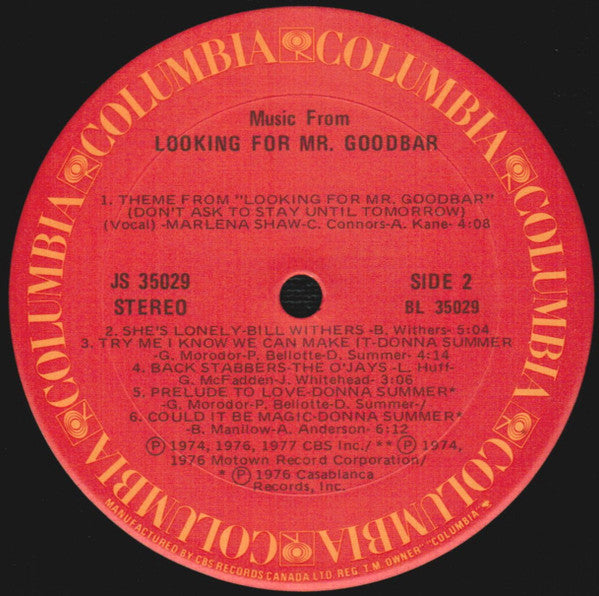 COLUMBIA COLUMBIA COLUMBIA COLUMBIA COLUMBIA COLUMBIA COLUMBIA COLUMBIA
Music From
LOOKING FOR MR. GOODBAR
1. THEME FROM "LOOKING FOR MR. GOODBAR"
(DON'T ASK TO STAY UNTIL TOMORROW)
(Vocal) -MARLENA SHAW-C. Connors-A. Kane- 4:08
JS 35029 SIDE 2
STEREO BL 35029
2. SHE'S LONELY-BILL WITHERS -B. Withers- 5:04
3. TRY ME I KNOW WE CAN MAKE IT-DONNA SUMMER
-G. Morodor-P. Bellotte-D. Summer- 4:14
4. BACK STABBERS-THE O'JAYS -L. Huff-
G. McFadden-J. Whitehead- 3:06
5. PRELUDE TO LOVE-DONNA SUMMER*
-G. Morodor-P. Beliotte-D. Summer-/
6. COULD IT BE MAGIC-DONNA SUMMER*
-B. Manilow-A. Anderson- 6:12
Ⓟ 1974, 1976, 1977 CBS Inc./ ** Ⓟ 1974,
1976 Motown Record Corporation/
* Ⓟ 1976 Casablanca
Records, Inc.
MANUFACTURED BY CBS RECORDS CANADA LTD. REG. T.M. OWNER "COLUMBIA"